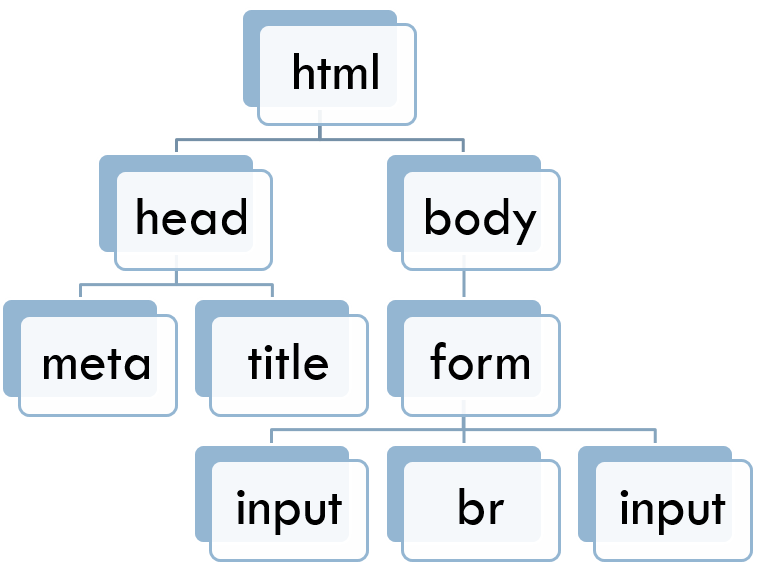 html
head
body
meta
title
form
input
br
input